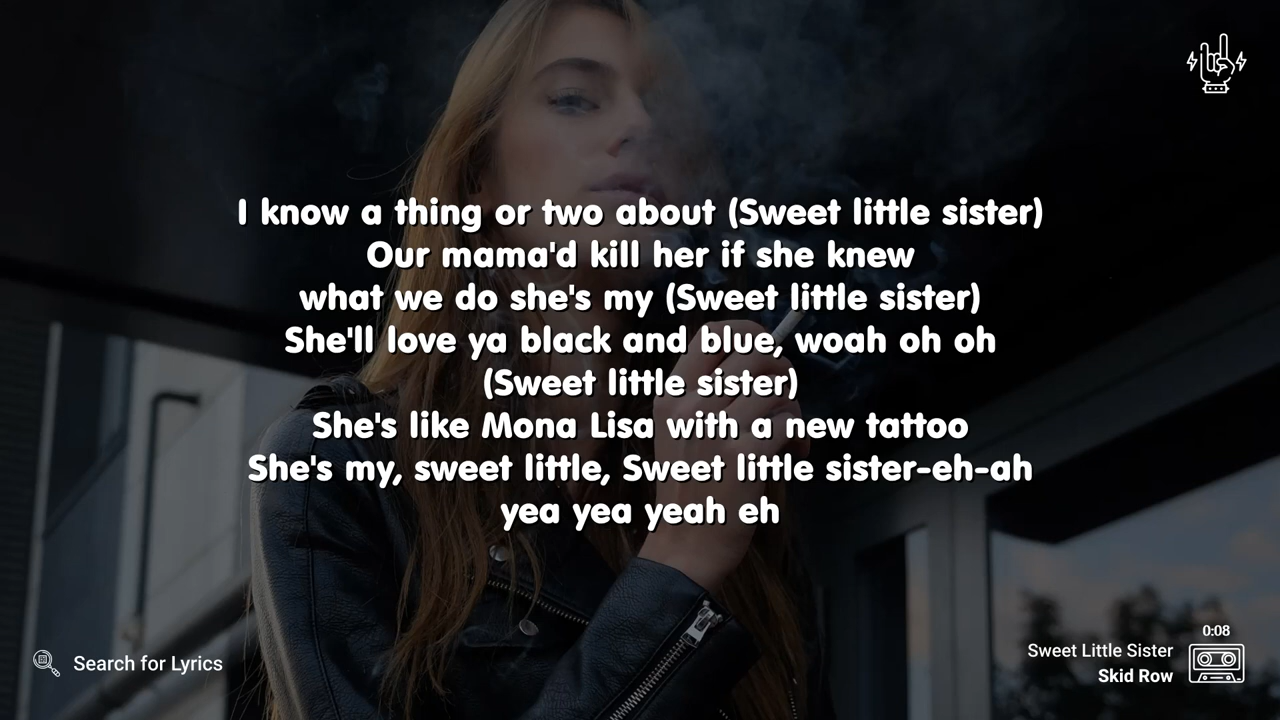 I know a thing or two about (Sweet little sister)
Our mama'd kill her if she knew
what we do she's my (Sweet little sister)
She'll love ya black and blue, woah oh oh
(Sweet little sister)
She's like Mona Lisa with a new tattoo
She's my, sweet little, Sweet little sister-eh-ah
yea yea yeah eh
Search for Lyrics
0:08
Sweet Little Sister
Skid Row